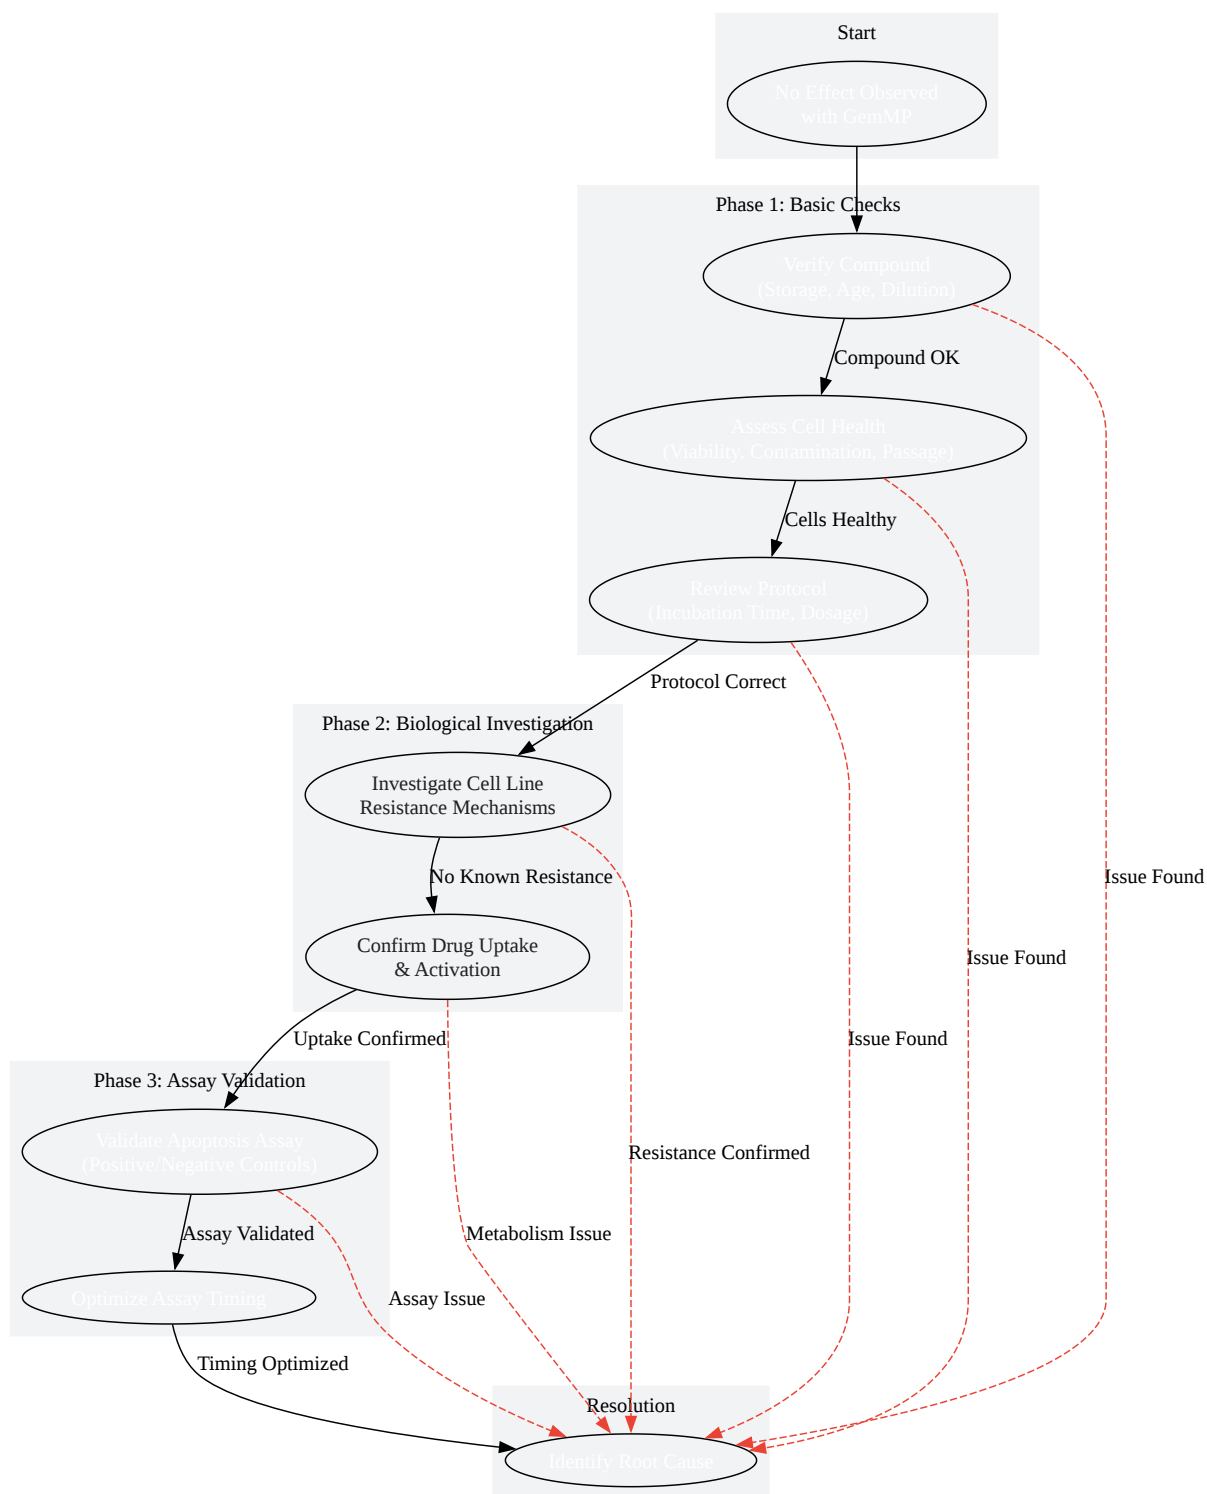 Start
No Effect Observed
with GemMP
Phase 1: Basic Checks
Verify Compound
(Storage, Age, Dilution)
Compound OK
Assess Cell Health
(Viability, Contamination, Passage)
Cells Healthy
Review Protocol
(Incubation Time, Dosage)
Protocol Correct
Phase 2: Biological Investigation
Investigate Cell Line
Resistance Mechanisms
No Known Resistance
Issue Found
Confirm Drug Uptake
& Activation
Issue Found
Uptake Confirmed
Issue Found
Phase 3: Assay Validation
Validate Apoptosis Assay
(Positive/Negative Controls)
Resistance Confirmed
Assay Validated
Metabolism Issue
Optimize Assay Timing
Assay Issue
Timing Optimized
Resolution
Identify Root Cause